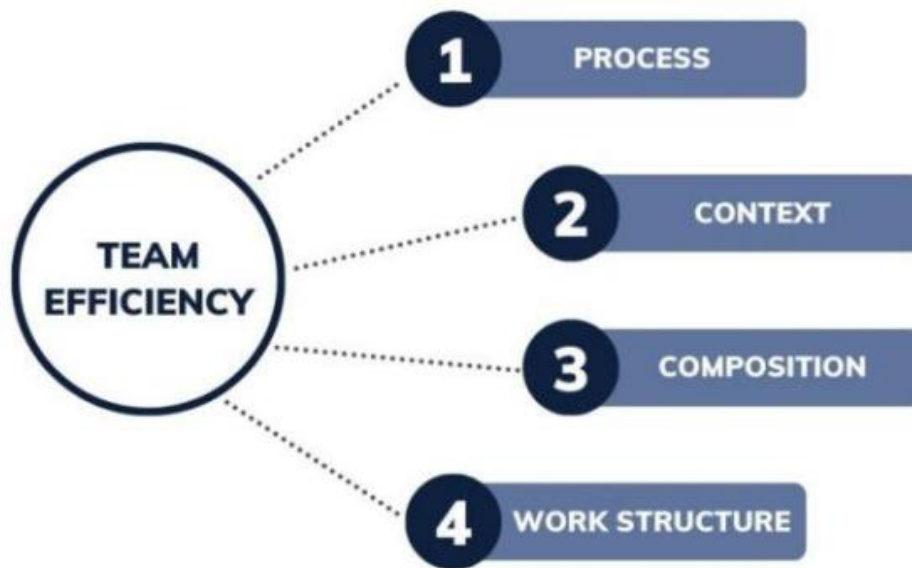 TEAM
EFFICIENCY
1 PROCESS
2 CONTEXT
3 COMPOSITION
4 WORK STRUCTURE